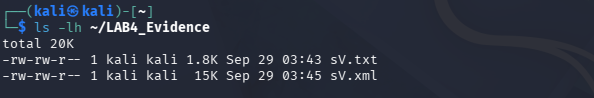 ┌──(kali㉿kali)-[~]
└─$ ls -lh ~/LAB4_Evidence
total 20K
-rw-rw-r-- 1 kali kali 1.8K Sep 29 03:43 sV.txt
-rw-rw-r-- 1 kali kali  15K Sep 29 03:45 sV.xml